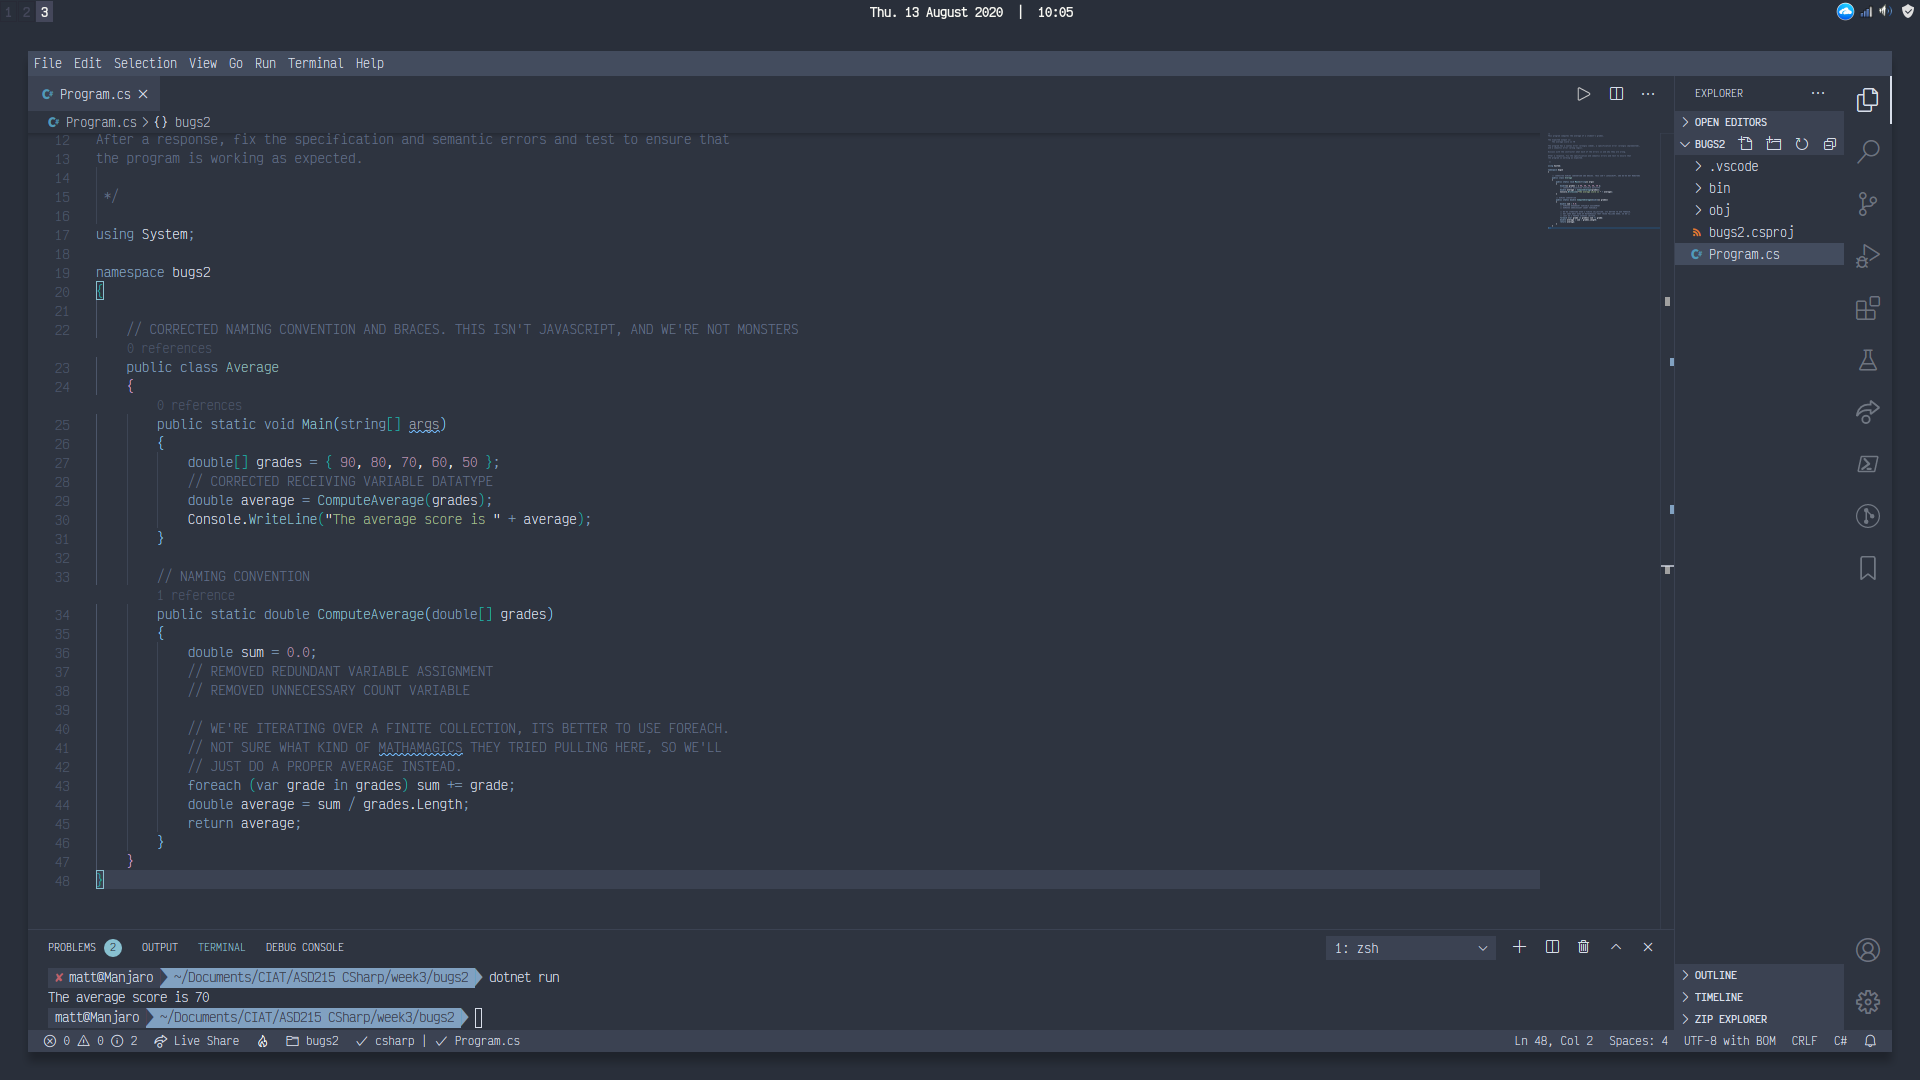 1 2 3
Thu. 13 August 2020 | 10:05
File Edit Selection View Go Run Terminal Help
Program.cs
Program.cs > {} bugs2
12 After a response, fix the specification and semantic errors and test to ensure that
13 the program is working as expected.
14
15 */
16
17 using System;
18
19 namespace bugs2
20 {
21
22 // CORRECTED NAMING CONVENTION AND BRACES. THIS ISN'T JAVASCRIPT, AND WE'RE NOT MONSTERS
0 references
23 public class Average
24 {
0 references
25 public static void Main(string[] args)
26 {
27 double[] grades = { 90, 80, 70, 60, 50 };
28 // CORRECTED RECEIVING VARIABLE DATATYPE
29 double average = ComputeAverage(grades);
30 Console.WriteLine("The average score is " + average);
31 }
32
33 // NAMING CONVENTION
1 reference
34 public static double ComputeAverage(double[] grades)
35 {
36 double sum = 0.0;
37 // REMOVED REDUNDANT VARIABLE ASSIGNMENT
38 // REMOVED UNNECESSARY COUNT VARIABLE
39
40 // WE'RE ITERATING OVER A FINITE COLLECTION, ITS BETTER TO USE FOREACH.
41 // NOT SURE WHAT KIND OF MATHAMAGICS THEY TRIED PULLING HERE, SO WE'LL
42 // JUST DO A PROPER AVERAGE INSTEAD.
43 foreach (var grade in grades) sum += grade;
44 double average = sum / grades.Length;
45 return average;
46 }
47 }
48 }
EXPLORER
OPEN EDITORS
BUGS2
.vscode
bin
obj
bugs2.csproj
Program.cs
OUTLINE
TIMELINE
ZIP EXPLORER
PROBLEMS 2 OUTPUT TERMINAL DEBUG CONSOLE
1: zsh
✘ matt@Manjaro ~/Documents/CIAT/ASD215 CSharp/week3/bugs2 dotnet run
The average score is 70
matt@Manjaro ~/Documents/CIAT/ASD215 CSharp/week3/bugs2
0 0 2 Live Share bugs2 ✓ csharp | ✓ Program.cs
Ln 48, Col 2 Spaces: 4 UTF-8 with BOM CRLF C#